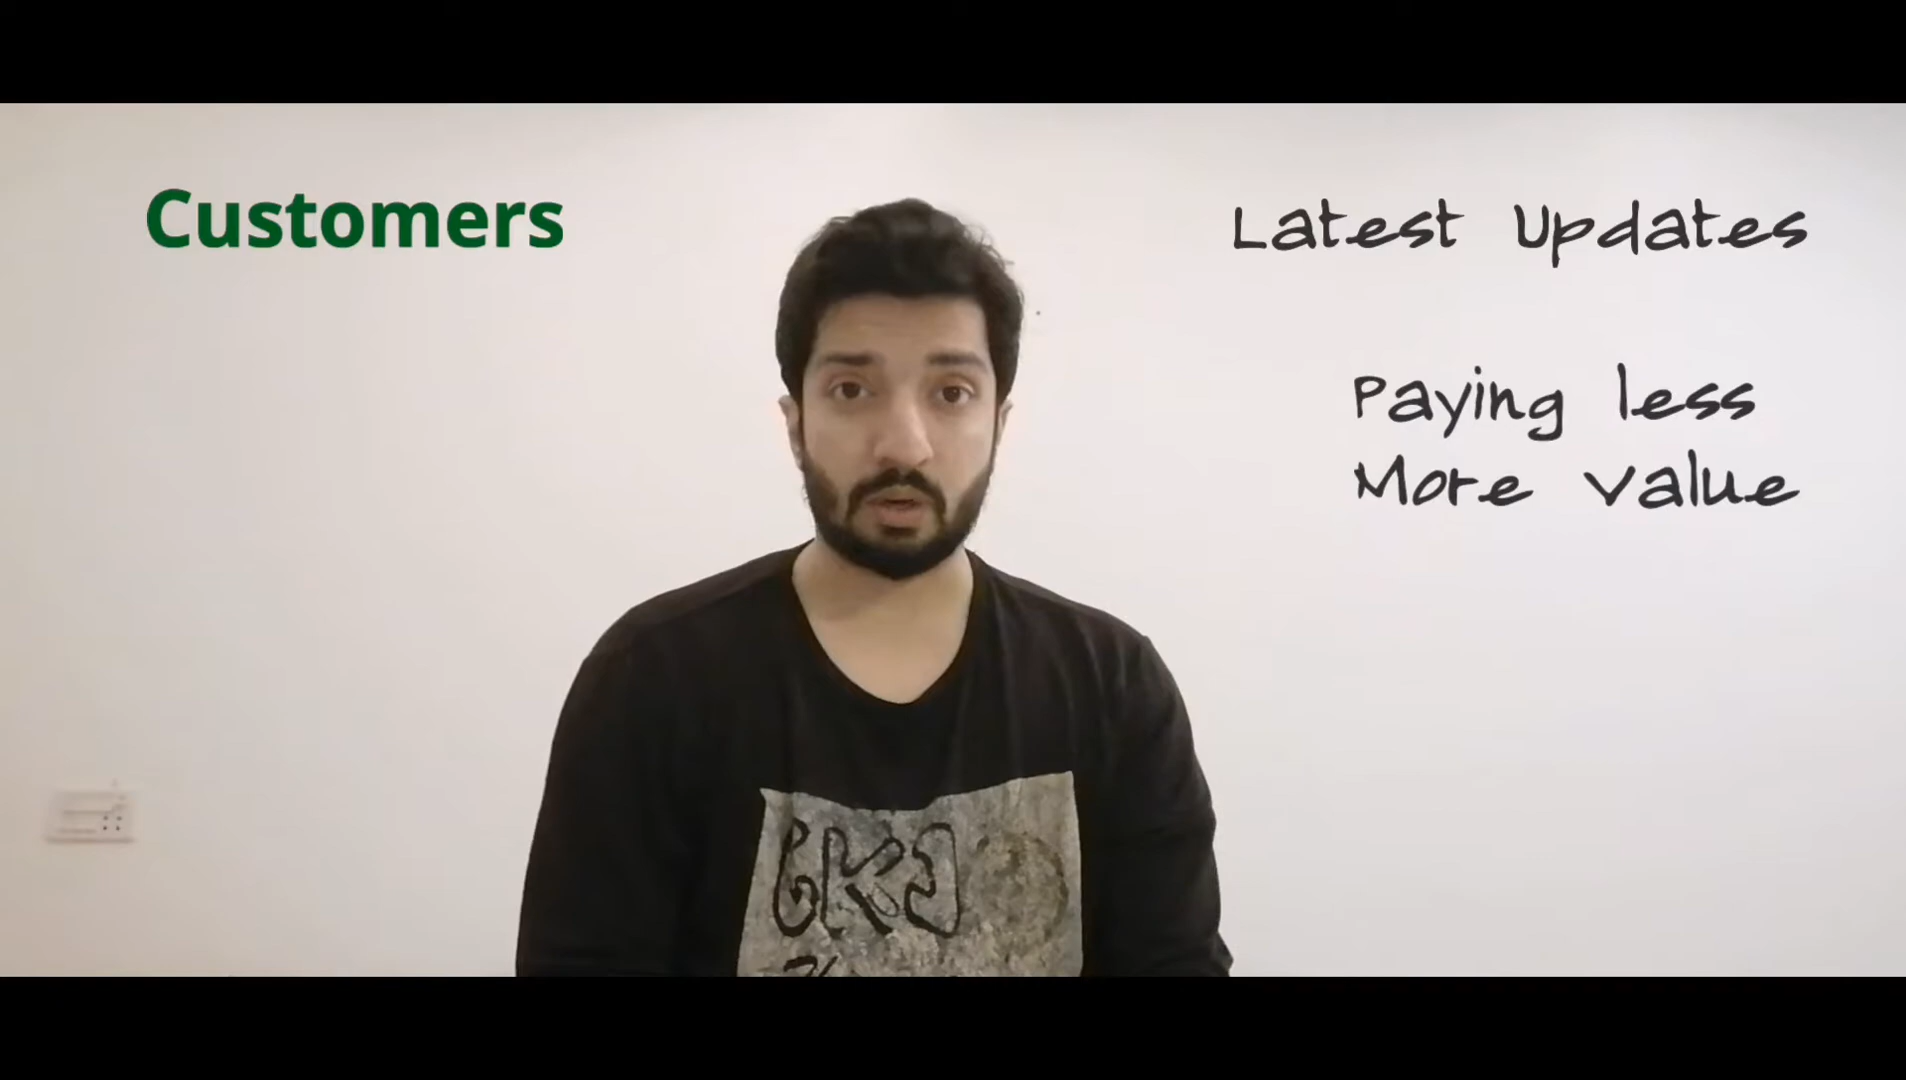 Customers
Latest Updates
Paying less
More value